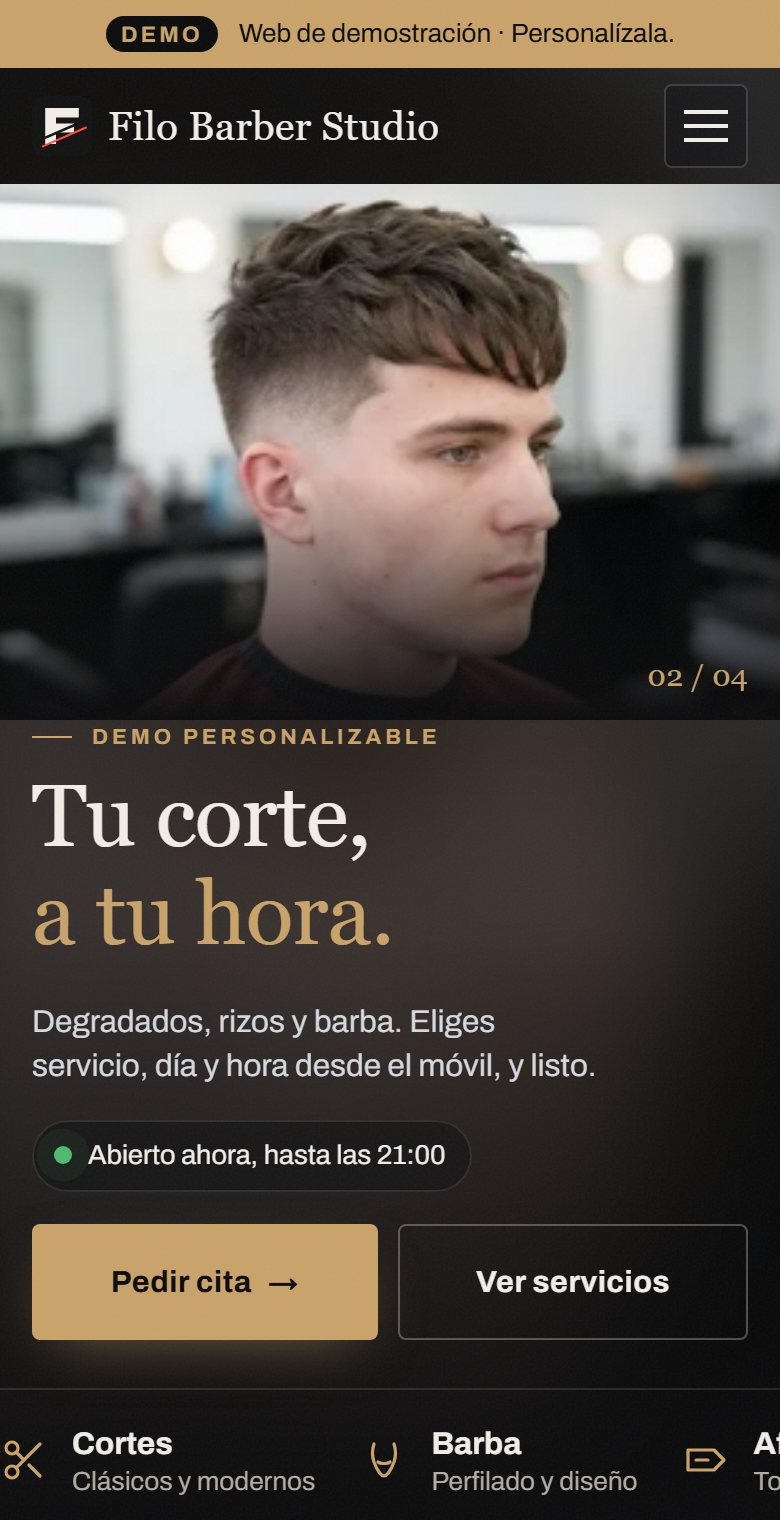 DEMO Web de demostración · Personalízala.
Filo Barber Studio
02 / 04
DEMO PERSONALIZABLE
Tu corte,
a tu hora.
Degradados, rizos y barba. Eliges
servicio, día y hora desde el móvil, y listo.
Abierto ahora, hasta las 21:00
Pedir cita → Ver servicios
Cortes Barba
Clásicos y modernos Perfilado y diseño